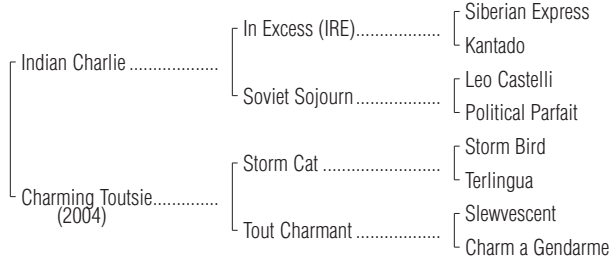 Siberian Express
In Excess (IRE)...................
Kantado
Indian Charlie ...................
Leo Castelli
Soviet Sojourn ...................
Political Parfait
Storm Bird
Storm Cat ..........................
Terlingua
Charming Toutsie..............
(2004)
Slewvescent
Tout Charmant ...................
Charm a Gendarme